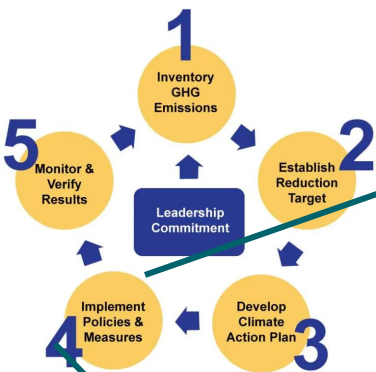 1
Inventory
GHG
Emissions
2
Establish
Reduction
Target
3
Develop
Climate
Action Plan
4
Implement
Policies &
Measures
5
Monitor &
Verify
Results
Leadership
Commitment